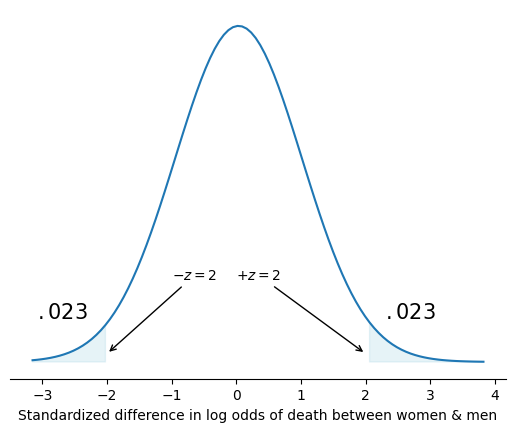 −z = 2 +z = 2
.023 .023
−3 −2 −1 0 1 2 3 4
Standardized difference in log odds of death between women & men